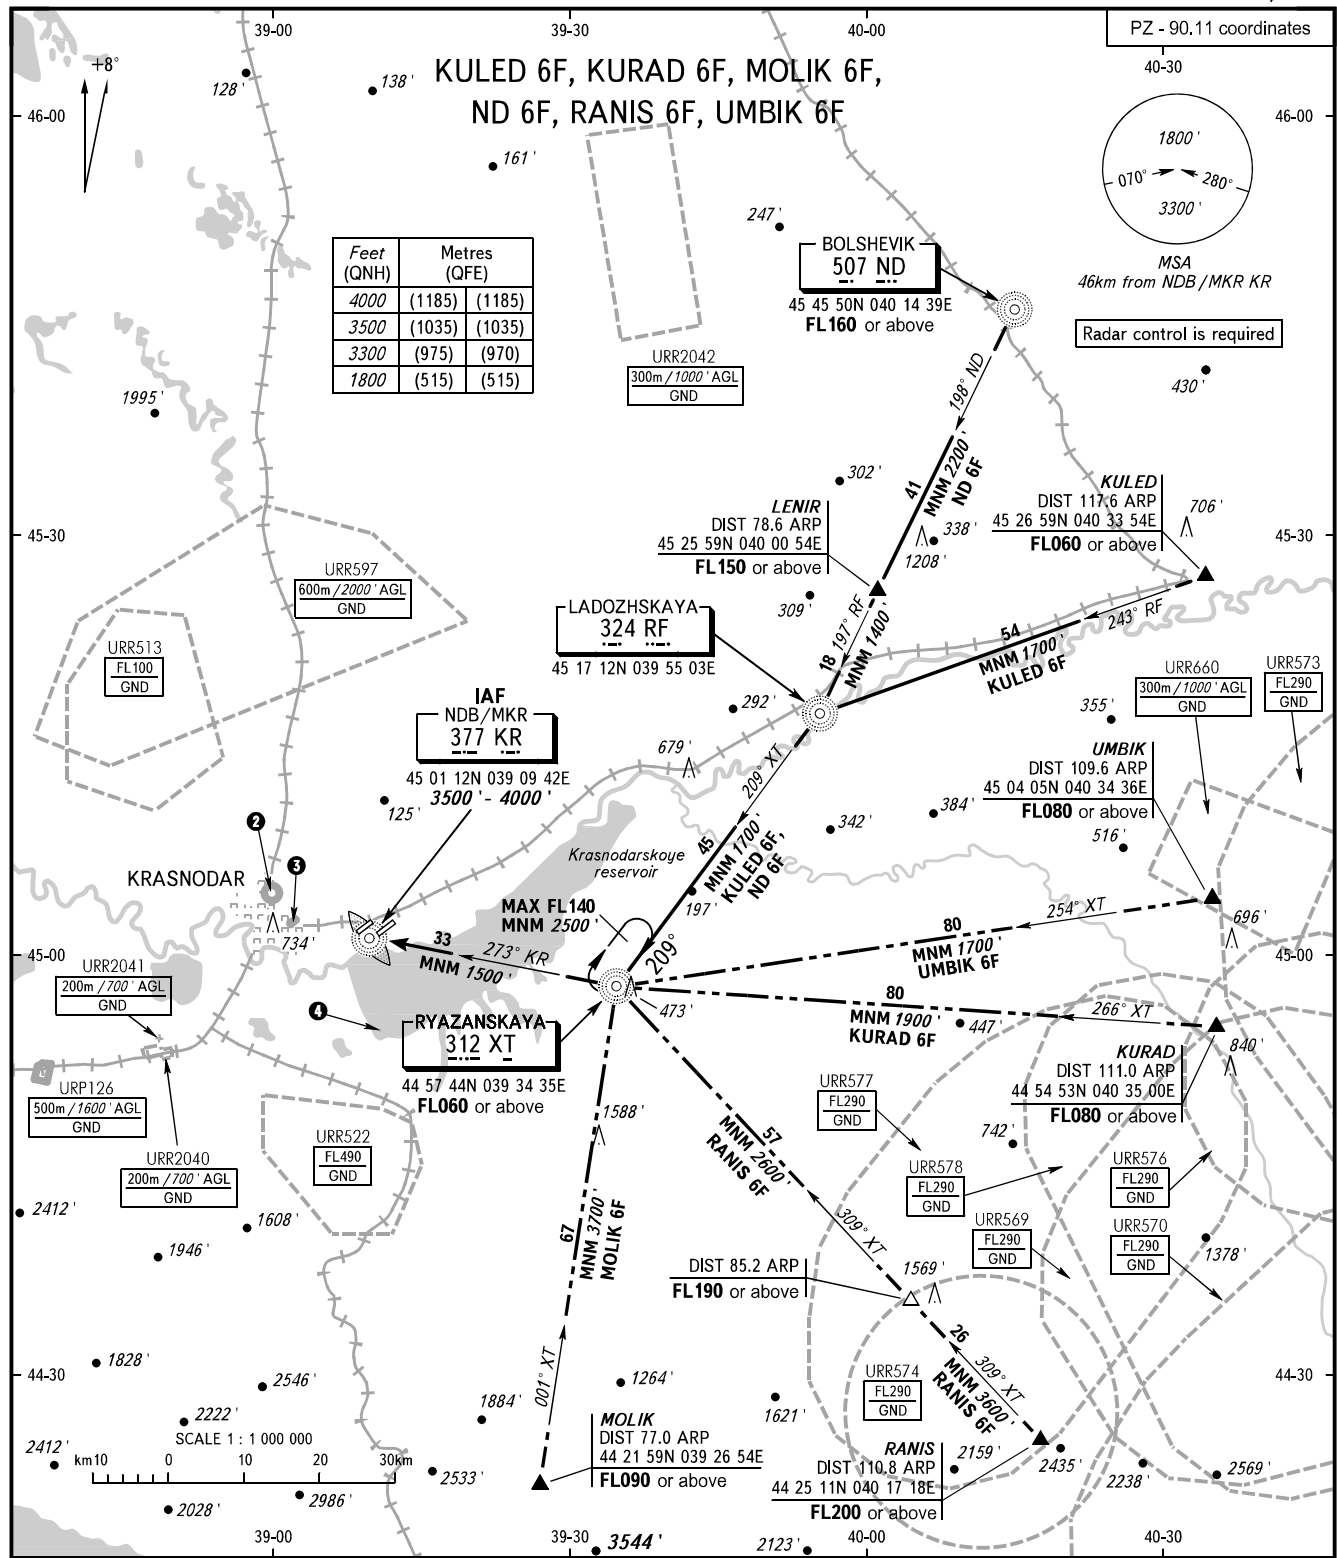 PZ - 90.11 coordinates
39-00
39-30
40-00
40-30
+8°
KULED 6F, KURAD 6F, MOLIK 6F,
ND 6F, RANIS 6F, UMBIK 6F
128'
138'
46-00
46-00
161'
1800'
070°
280°
3300'
MSA
46km from NDB/MKR KR
Radar control is required
247'
Feet
(QNH)
Metres
(QFE)
4000 (1185) (1185)
3500 (1035) (1035)
3300 (975) (970)
1800 (515) (515)
BOLSHEVIK
507 ND
45 45 50N 040 14 39E
FL160 or above
URR2042
300m/1000' AGL
GND
430'
1995'
198° ND
41
MNM 2200'
ND 6F
302'
338'
1208'
KULED
DIST 117.6 ARP
45 26 59N 040 33 54E
FL060 or above
706'
LENIR
DIST 78.6 ARP
45 25 59N 040 00 54E
FL150 or above
45-30
45-30
309'
URR597
600m/2000' AGL
GND
LADOZHSKAYA
324 RF
45 17 12N 039 55 03E
18
197° RF
MNM 1400'
243° RF
54
MNM 1700'
KULED 6F
URR513
FL100
GND
URR660
300m/1000' AGL
GND
URR573
FL290
GND
IAF
NDB/MKR
377 KR
45 01 12N 039 09 42E
3500' - 4000'
292'
679'
355'
UMBIK
DIST 109.6 ARP
45 04 05N 040 34 36E
FL080 or above
209° XT
45
MNM 1700'
KULED 6F,
ND 6F
125'
342'
384'
516'
2
3
Krasnodarskoye
reservoir
KRASNODAR
734'
197'
MAX FL140
MNM 2500'
209°
254° XT
80
MNM 1700'
UMBIK 6F
696'
33
273° KR
MNM 1500'
45-00
45-00
URR2041
200m/700' AGL
GND
4
473'
80
MNM 1900'
KURAD 6F
266° XT
447'
RYAZANSKAYA
312 XT
44 57 44N 039 34 35E
FL060 or above
KURAD
DIST 111.0 ARP
44 54 53N 040 35 00E
FL080 or above
840'
URP126
500m/1600' AGL
GND
URR577
FL290
GND
1588'
742'
URR522
FL490
GND
URR2040
200m/700' AGL
GND
57
MNM 2600'
RANIS 6F
309° XT
URR578
FL290
GND
URR576
FL290
GND
URR569
FL290
GND
URR570
FL290
GND
2412'
1608'
1946'
67
MNM 3700'
MOLIK 6F
1378'
DIST 85.2 ARP
FL190 or above
1569'
26
309° XT
MNM 3600'
RANIS 6F
URR574
FL290
GND
001° XT
44-30
44-30
1828'
2546'
1264'
1884'
1621'
2222'
SCALE 1 : 1 000 000
km10 0 10 20 30km
2412'
2028'
2986'
2533'
MOLIK
DIST 77.0 ARP
44 21 59N 039 26 54E
FL090 or above
RANIS
DIST 110.8 ARP
44 25 11N 040 17 18E
FL200 or above
2159'
2435'
2238'
2569'
39-00
39-30
3544'
2123'
40-00
40-30